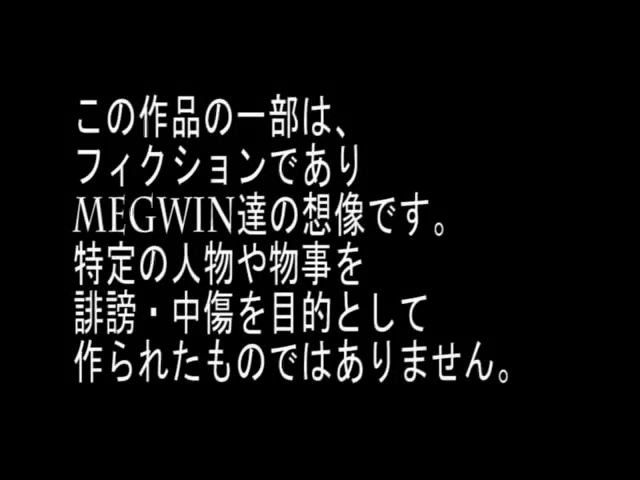 この作品の一部は、
フィクションであり
MEGWIN達の想像です。
特定の人物や物事を
誹謗・中傷を目的として
作られたものではありません。